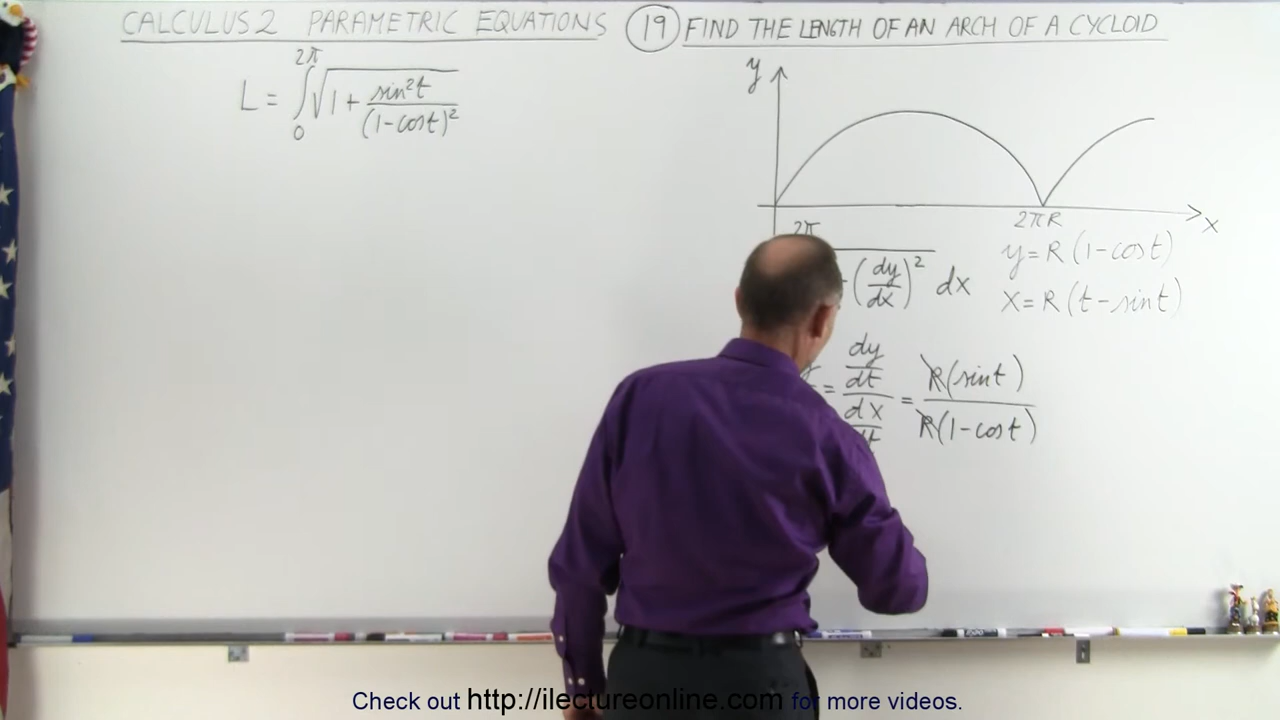 CALCULUS 2 PARAMETRIC EQUATIONS (19) FIND THE LENGTH OF AN ARCH OF A CYCLOID
L = ∫₀^{2π} √(1 + sin²t / (1-cost)²)
y
2πR
x
2π
(dy/dx)² dx
y = R (1-cost)
x = R (t-sint)
= (dy/dt) / (dx/dt) = R(sint) / R(1-cost)
Check out http://ilectureonline.com for more videos.